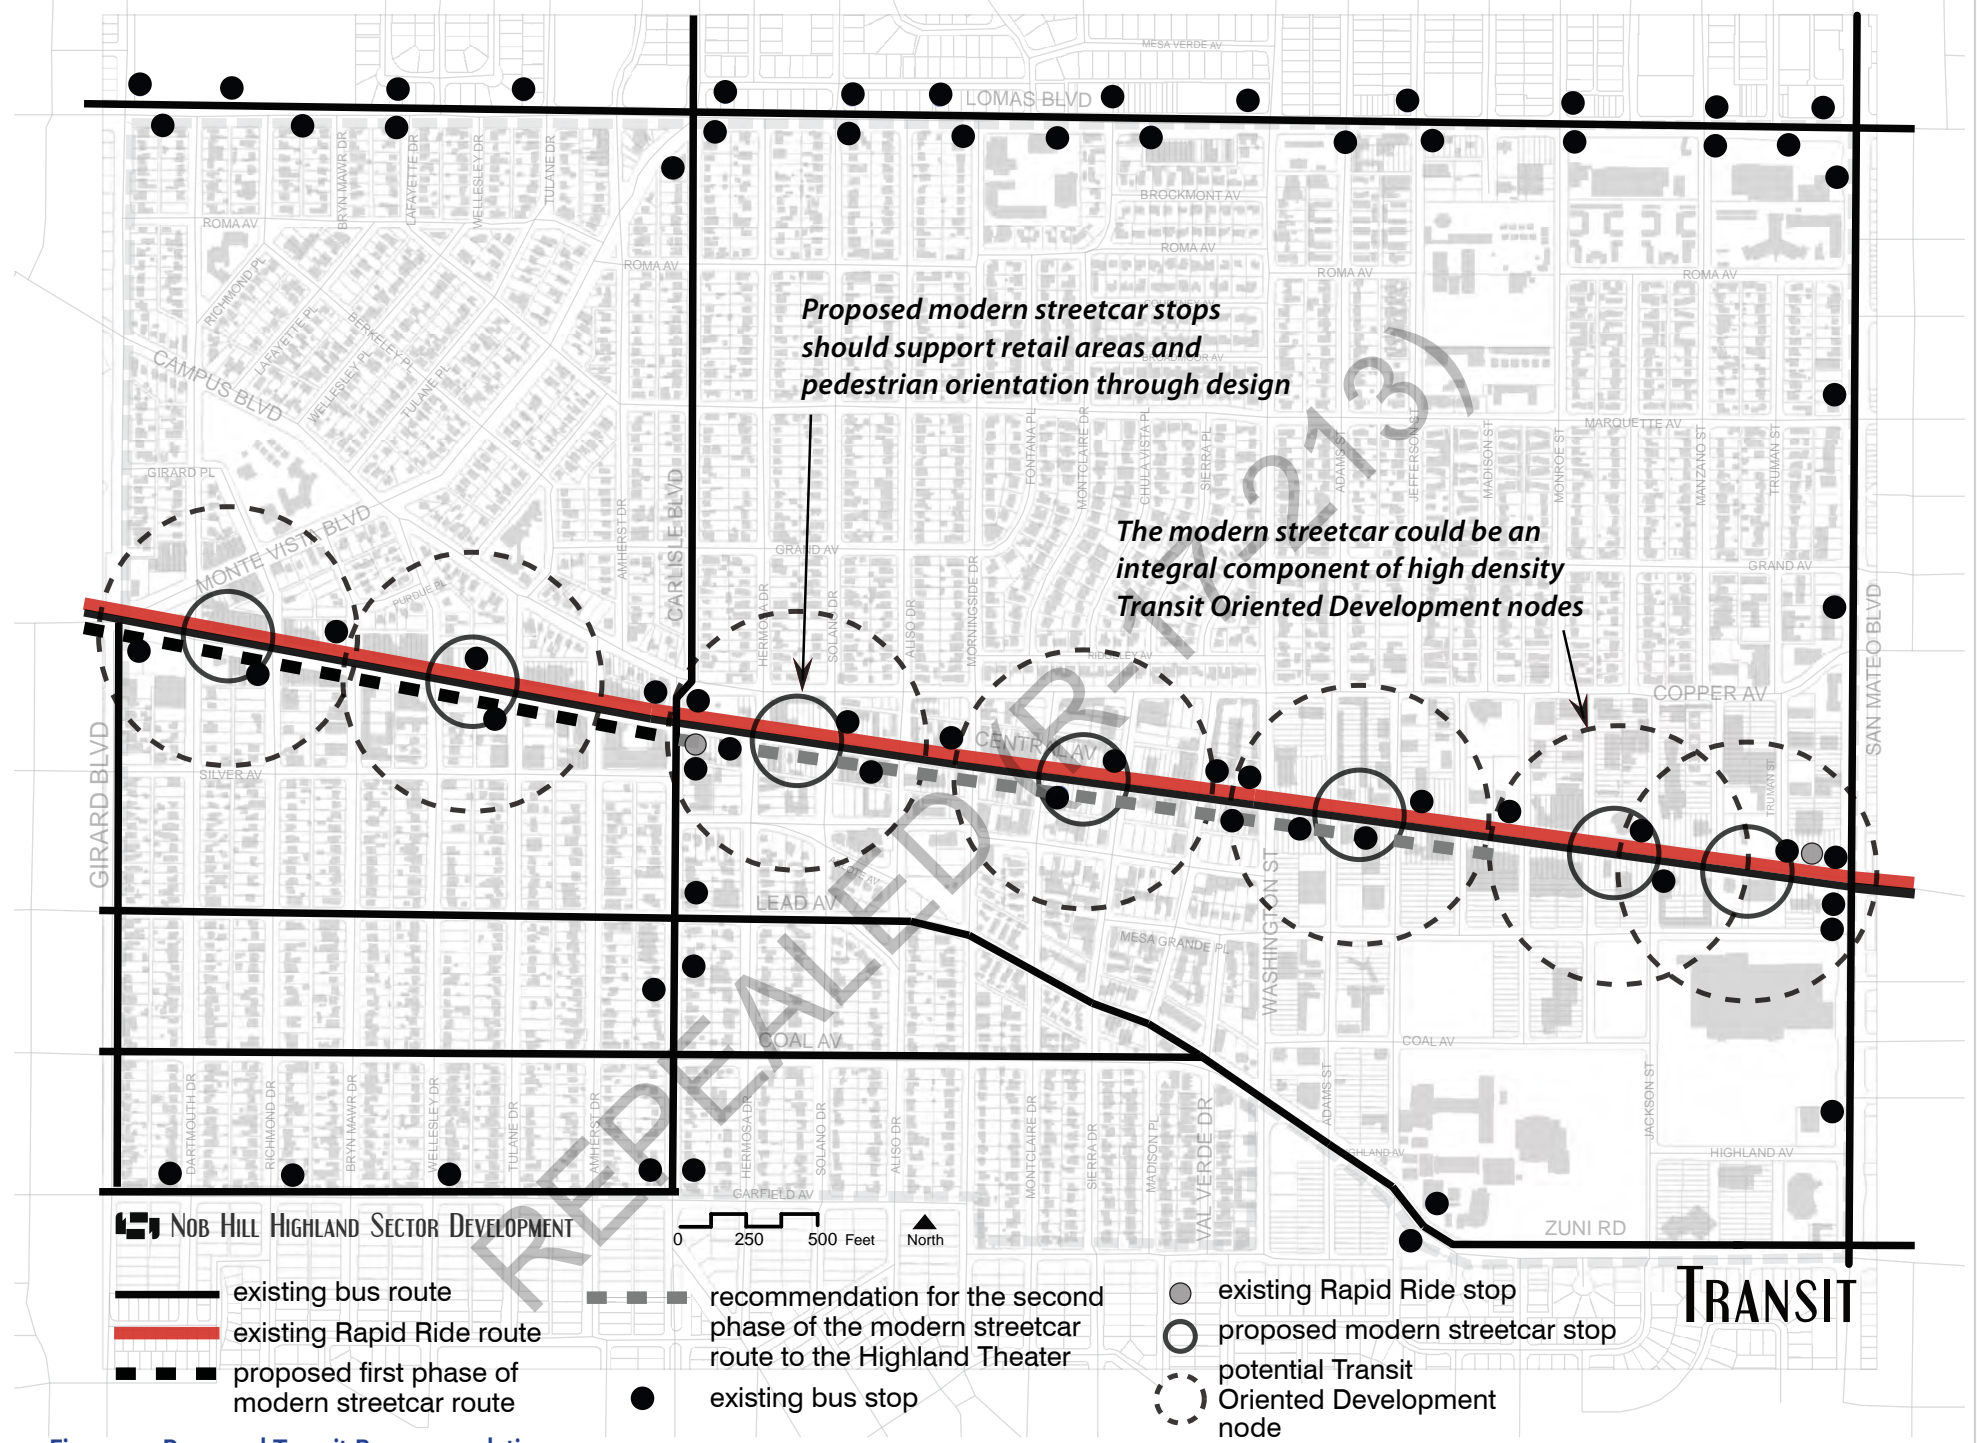 MESA VERDE AV
LOMAS BLVD
BRYN MAWR DR
LAFAYETTE DR
WELLESLEY DR
TULANE DR
BROCKMONT AV
ROMA AV
ROMA AV
ROMA AV
ROMA AV
ROMA AV
RICHMOND PL
LAFAYETTE PL
BERKELEY PL
WELLESLEY PL
TULANE PL
CAMPUS BLVD
Proposed modern streetcar stops
should support retail areas and
pedestrian orientation through design
BROADMOOR AV
MARQUETTE AV
GIRARD PL
MONTE VISTA BLVD
PURDUE PL
AMHERST DR
CARLISLE BLVD
FONTANA PL
MONTCLAIRE DR
CHULA VISTA PL
SIERRA PL
ADAMS ST
JEFFERSON ST
MADISON ST
MONROE ST
MANZANO ST
TRUMAN ST
The modern streetcar could be an
integral component of high density
Transit Oriented Development nodes
GRAND AV
GRAND AV
HERMOSA DR
SOLANO DR
ALISO DR
MORNINGSIDE DR
RIDGELEY AV
COPPER AV
SAN MATEO BLVD
CENTRAL AV
TRUMAN ST
SILVER AV
GIRARD BLVD
LEAD AV
MESA GRANDE PL
WASHINGTON ST
COAL AV
COAL AV
DARTMOUTH DR
RICHMOND DR
BRYN MAWR DR
WELLESLEY DR
TULANE DR
AMHERST DR
HERMOSA DR
SOLANO DR
ALISO DR
MONTCLAIRE DR
SIERRA DR
MADISON PL
VAL VERDE DR
ADAMS ST
JACKSON ST
HIGHLAND AV
GARFIELD AV
ZUNI RD
REPEALED (R-17-213)
NOB HILL HIGHLAND SECTOR DEVELOPMENT
0 250 500 Feet North
TRANSIT
existing bus route
existing Rapid Ride route
proposed first phase of
modern streetcar route
recommendation for the second
phase of the modern streetcar
route to the Highland Theater
existing bus stop
existing Rapid Ride stop
proposed modern streetcar stop
potential Transit
Oriented Development
node